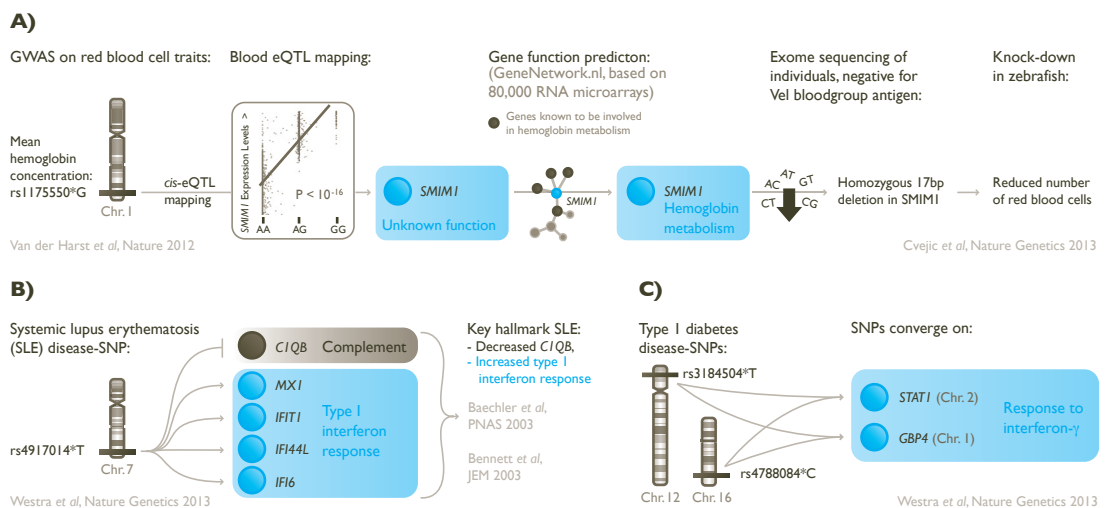 A)
GWAS on red blood cell traits:
Blood eQTL mapping:
Gene function predicton:
(GeneNetwork.nl, based on
80,000 RNA microarrays)
Exome sequencing of
individuals, negative for
Vel bloodgroup antigen:
Knock-down
in zebrafish:
Genes known to be involved
in hemoglobin metabolism
Mean
hemoglobin
concentration:
rs1175550*G
Chr. 1
cis-eQTL
mapping
SMIM1 Expression Levels >
P < 10-16
AA
AG
GG
SMIM1
Unknown function
SMIM1
SMIM1
Hemoglobin
metabolism
AC
AT
GT
CT
CG
Homozygous 17bp
deletion in SMIM1
Reduced number
of red blood cells
Van der Harst et al, Nature 2012
Cvejic et al, Nature Genetics 2013
B)
Systemic lupus erythematosis
(SLE) disease-SNP:
rs4917014*T
Chr. 7
C1QB Complement
MX1
IFIT1
IFI44L
IFI6
Type 1
interferon
response
Key hallmark SLE:
- Decreased C1QB,
- Increased type 1
interferon response
Baechler et al,
PNAS 2003
Bennett et al,
JEM 2003
Westra et al, Nature Genetics 2013
C)
Type 1 diabetes
disease-SNPs:
rs3184504*T
rs4788084*C
Chr. 12
Chr. 16
SNPs converge on:
STAT1 (Chr. 2)
GBP4 (Chr. 1)
Response to
interferon-γ
Westra et al, Nature Genetics 2013